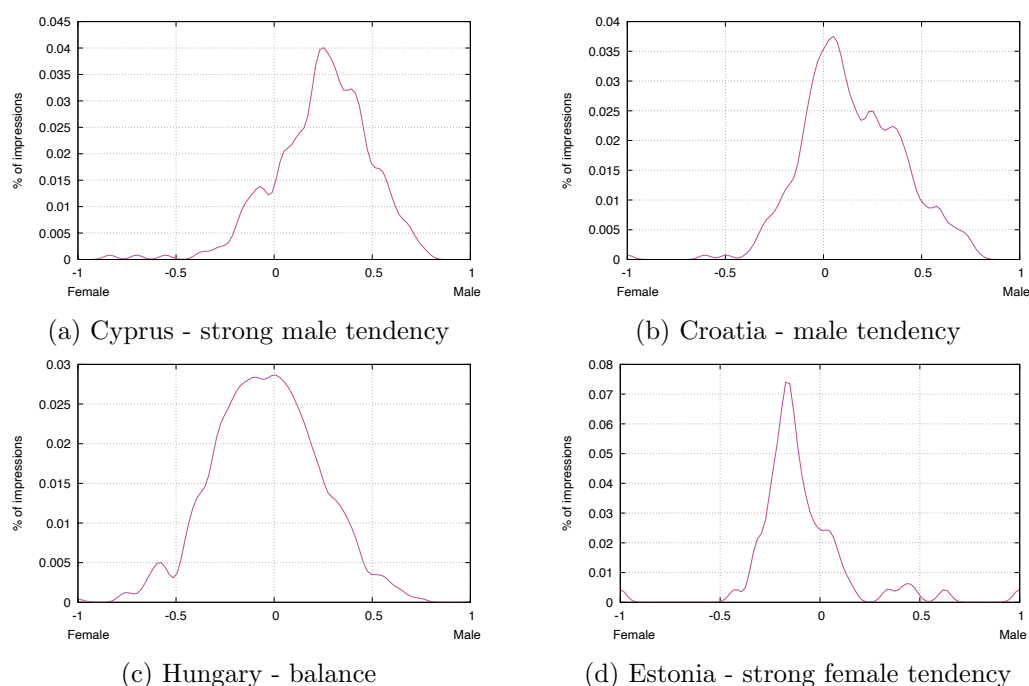 0.045
0.04
0.035
0.03
0.025
0.02
0.015
0.01
0.005
0
% of impressions
-1 -0.5 0 0.5 1
Female Male
(a) Cyprus - strong male tendency
0.04
0.035
0.03
0.025
0.02
0.015
0.01
0.005
0
% of impressions
-1 -0.5 0 0.5 1
Female Male
(b) Croatia - male tendency
0.03
0.025
0.02
0.015
0.01
0.005
0
% of impressions
-1 -0.5 0 0.5 1
Female Male
(c) Hungary - balance
0.08
0.07
0.06
0.05
0.04
0.03
0.02
0.01
0
% of impressions
-1 -0.5 0 0.5 1
Female Male
(d) Estonia - strong female tendency